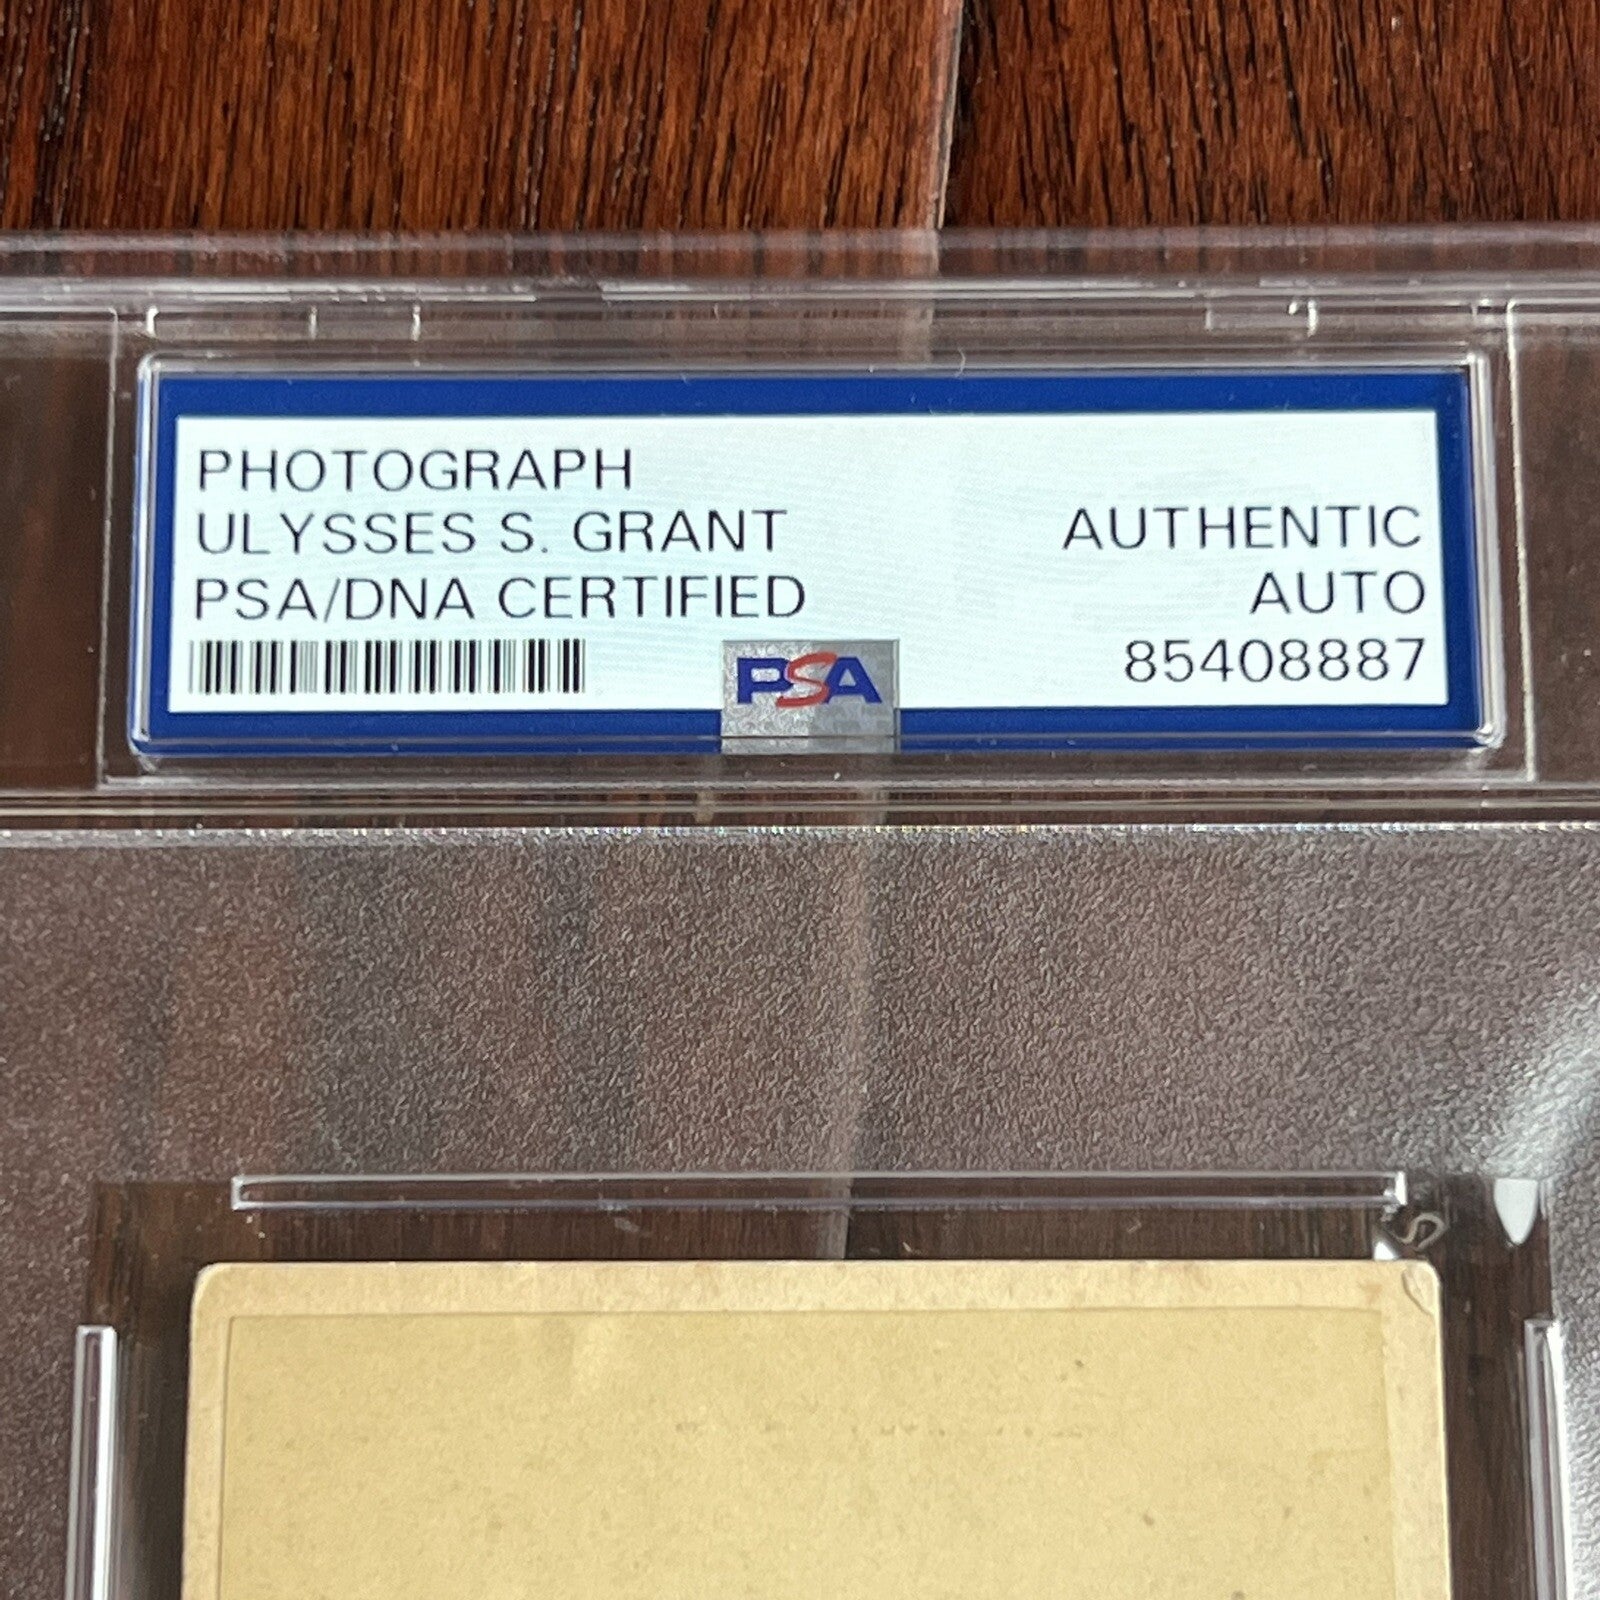 PHOTOGRAPH
ULYSSES S. GRANT
PSA/DNA CERTIFIED
AUTHENTIC
AUTO
85408887
PSA